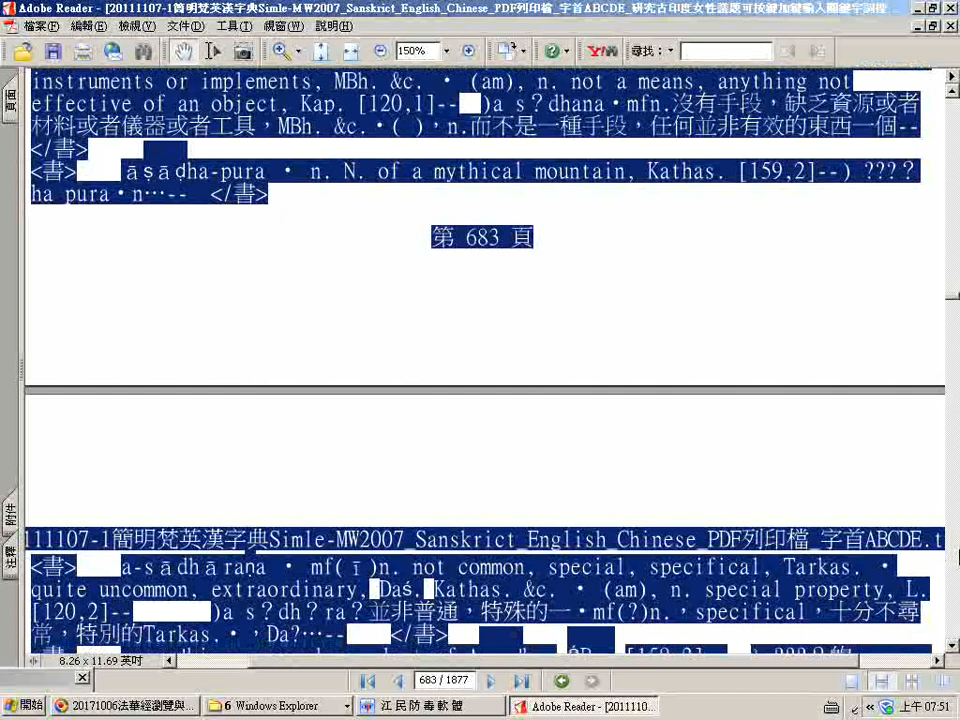 Adobe Reader - [20111107-1簡明梵英漢字典Simle-MW2007_Sanskrict_English_Chinese_PDF列印檔_字首ABCDE_研究古印度女性議題可按鍵加鍵輸入關鍵字詞搜
檔案(F) 編輯(E) 檢視(V) 文件(D) 工具(T) 視窗(W) 說明(H)
150% Y! 尋找:
頁面
instruments or implements, MBh. &c. • (am), n. not a means, anything not
effective of an object, Kap. [120,1]-- )a s?dhana•mfn.沒有手段，缺乏資源或者
材料或者儀器或者工具，MBh. &c.•( )，n.而不是一種手段，任何並非有效的東西一個--
</書>
<書> āṣāḍha-pura • n. N. of a mythical mountain, Kathas. [159,2]--) ????
ha pura•n…-- </書>
第 683 頁
附件
注釋
111107-1簡明梵英漢字典Simle-MW2007_Sanskrict_English_Chinese_PDF列印檔_字首ABCDE.t
<書> a-sādhāraṇa • mf(ī)n. not common, special, specifical, Tarkas. •
quite uncommon, extraordinary, Daś. Kathas. &c. • (am), n. special property, L.
[120,2]-- )a s?dh?ra?並非普通，特殊的一•mf(?)n.，specifical，十分不尋
常，特別的Tarkas.•，Da?…-- </書>
8.26 x 11.69 英吋
683 / 1877
開始 20171006法華經瀏覽與... 6 Windows Explorer 江民防毒軟體 Adobe Reader - [2011110... 上午 07:51